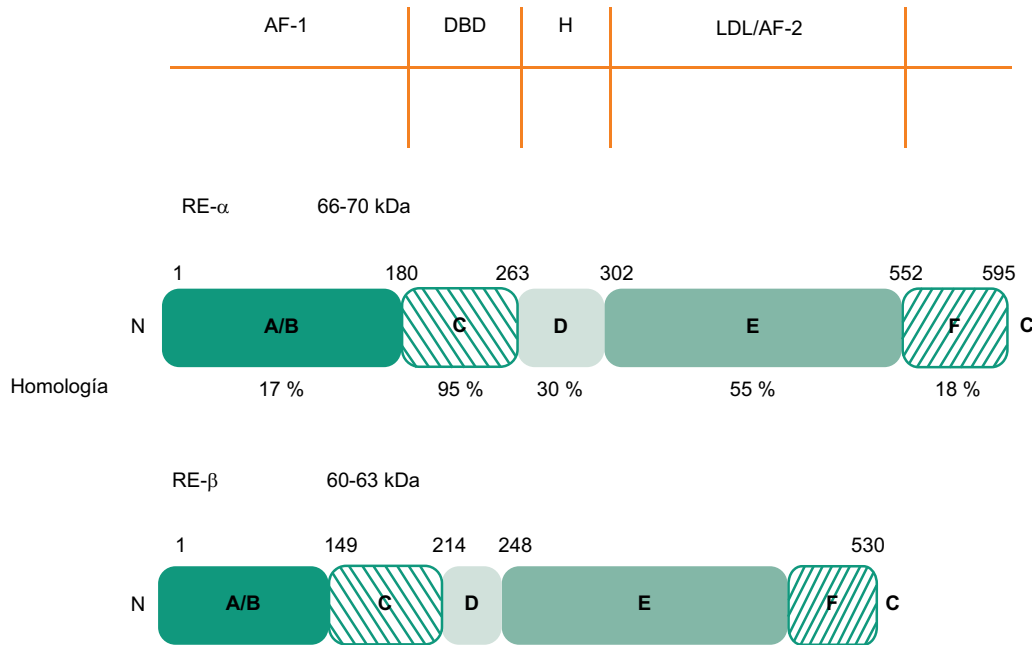 AF-1 DBD H LDL/AF-2
RE-α 66-70 kDa
1 180 263 302 552 595
N A/B C D E F C
Homología 17 % 95 % 30 % 55 % 18 %
RE-β 60-63 kDa
1 149 214 248 530
N A/B C D E F C